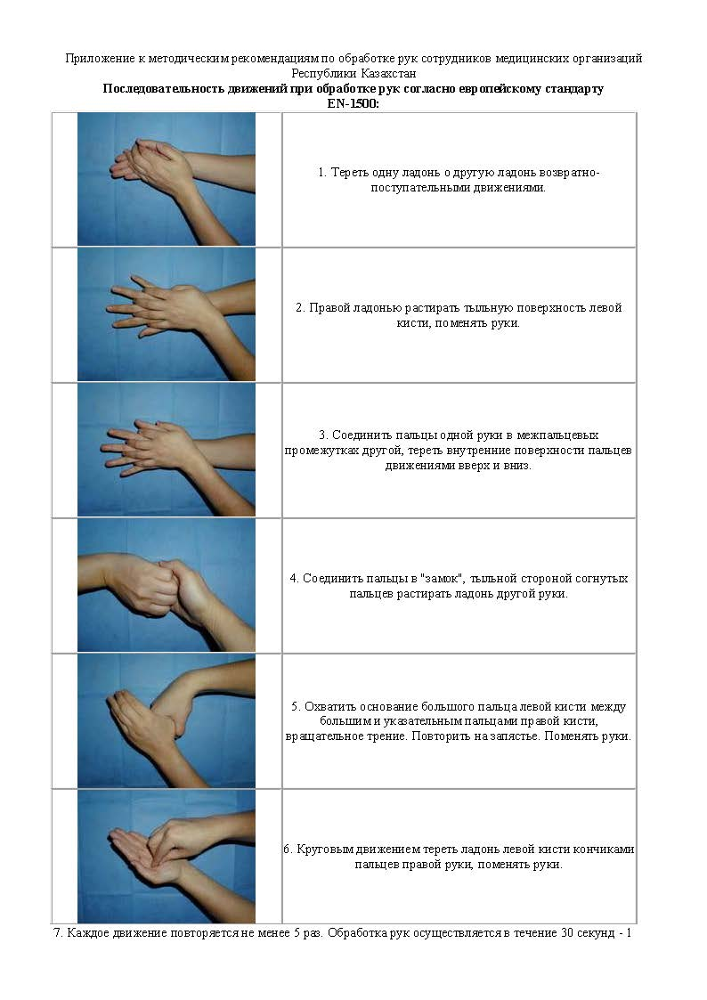 Приложение к методическим рекомендациям по обработке рук сотрудников медицинских организаций
Республики Казахстан
Последовательность движений при обработке рук согласно европейскому стандарту
EN-1500:
1. Тереть одну ладонь о другую ладонь возвратно-
поступательными движениями.
2. Правой ладонью растирать тыльную поверхность левой
кисти, поменять руки.
3. Соединить пальцы одной руки в межпальцевых
промежутках другой, тереть внутренние поверхности пальцев
движениями вверх и вниз.
4. Соединить пальцы в "замок", тыльной стороной согнутых
пальцев растирать ладонь другой руки.
5. Охватить основание большого пальца левой кисти между
большим и указательным пальцами правой кисти,
вращательное трение. Повторить на запястье. Поменять руки.
6. Круговым движением тереть ладонь левой кисти кончиками
пальцев правой руки, поменять руки.
7. Каждое движение повторяется не менее 5 раз. Обработка рук осуществляется в течение 30 секунд - 1